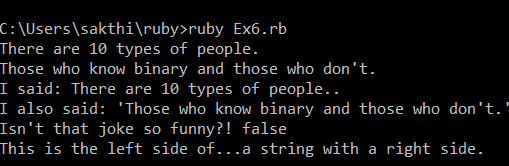 C:\Users\sakthi\ruby>ruby Ex6.rb
There are 10 types of people.
Those who know binary and those who don't.
I said: There are 10 types of people..
I also said: 'Those who know binary and those who don't.'
Isn't that joke so funny?! false
This is the left side of...a string with a right side.